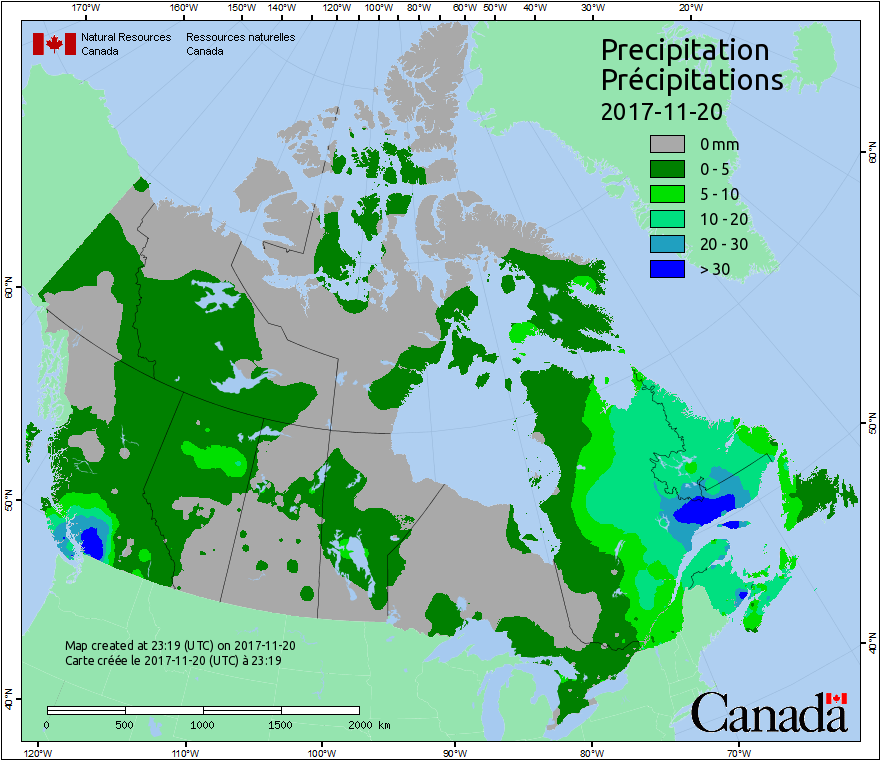 170°W 160°W 150°W 140°W 120°W 100°W 80°W 60°W 50°W 40°W 30°W 20°W
Natural Resources Ressources naturelles
Canada Canada
Precipitation
Précipitations
2017-11-20
0 mm
0 - 5
5 - 10
10 - 20
20 - 30
> 30
60°N 60°N
50°N 50°N
40°N 40°N
Map created at 23:19 (UTC) on 2017-11-20
Carte créée le 2017-11-20 (UTC) à 23:19
0 500 1000 1500 2000 km
Canada
120°W 110°W 100°W 90°W 80°W 70°W